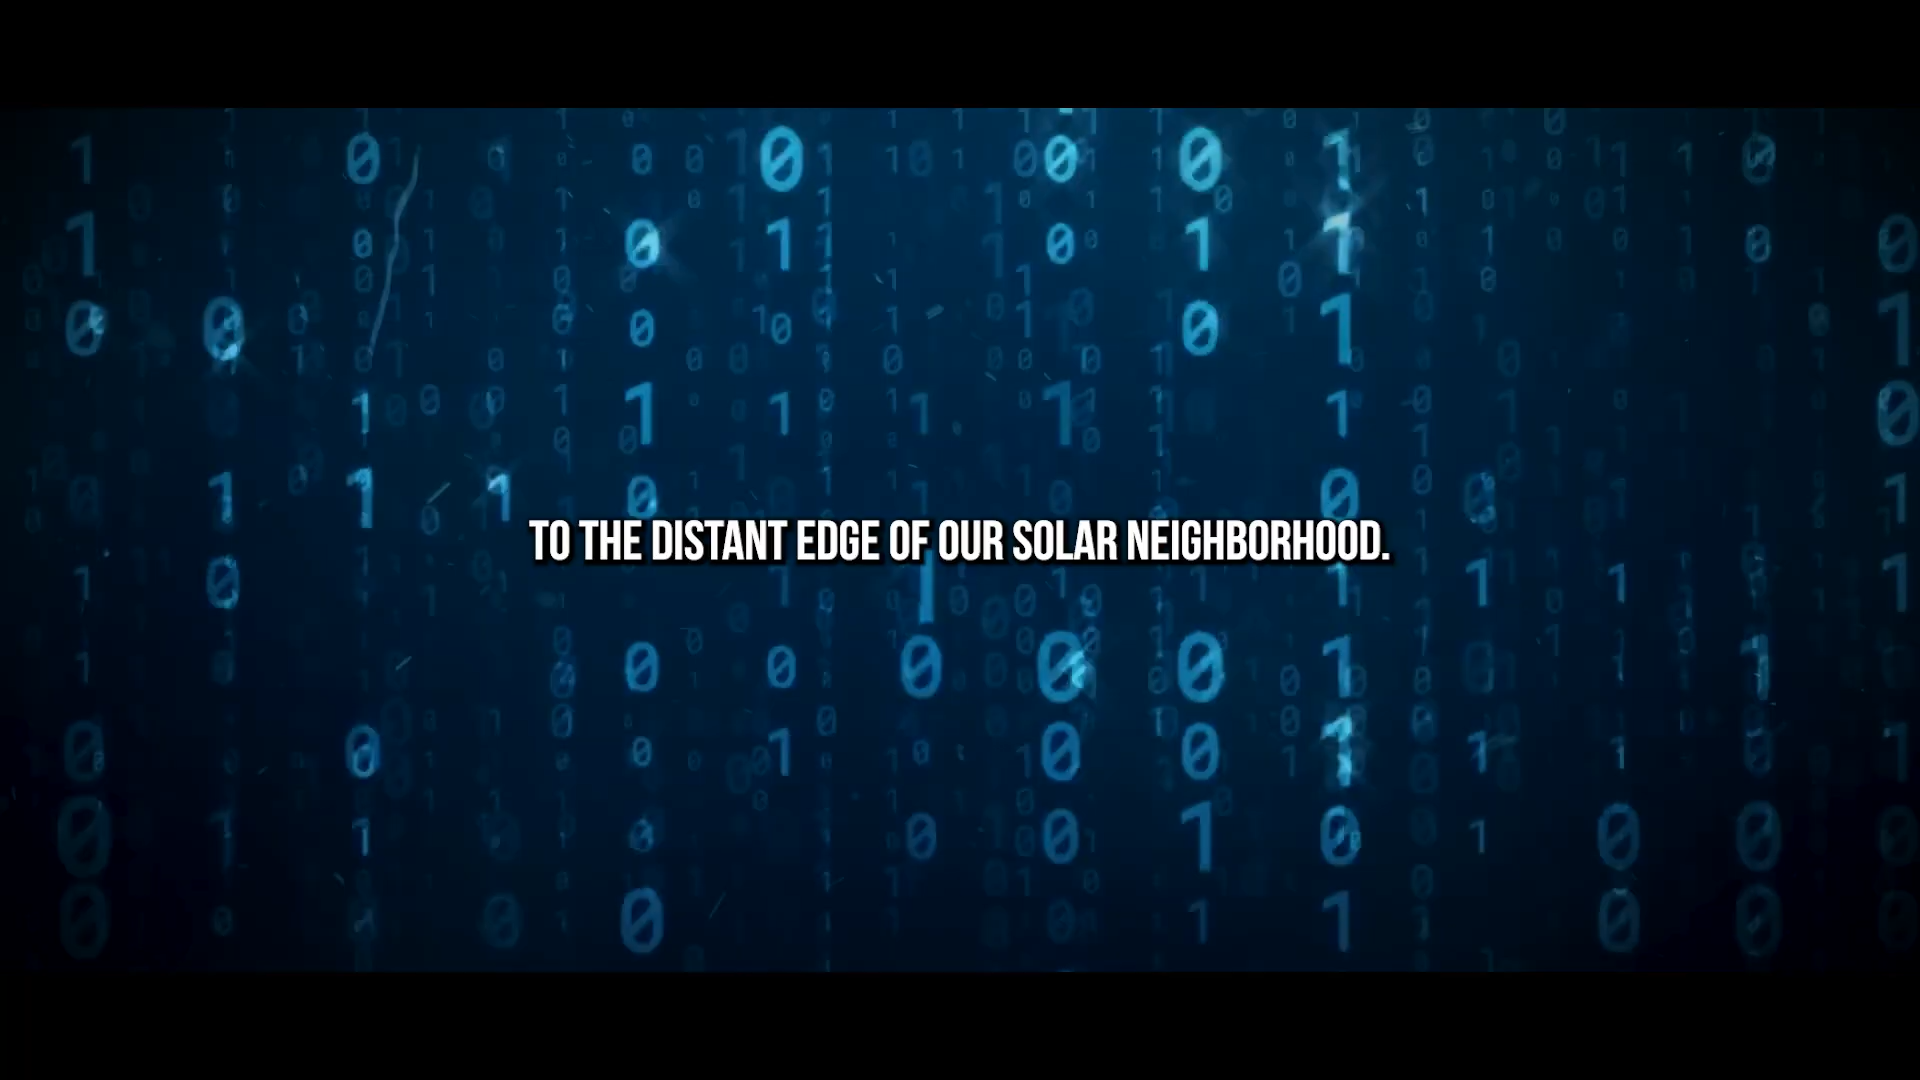 TO THE DISTANT EDGE OF OUR SOLAR NEIGHBORHOOD.